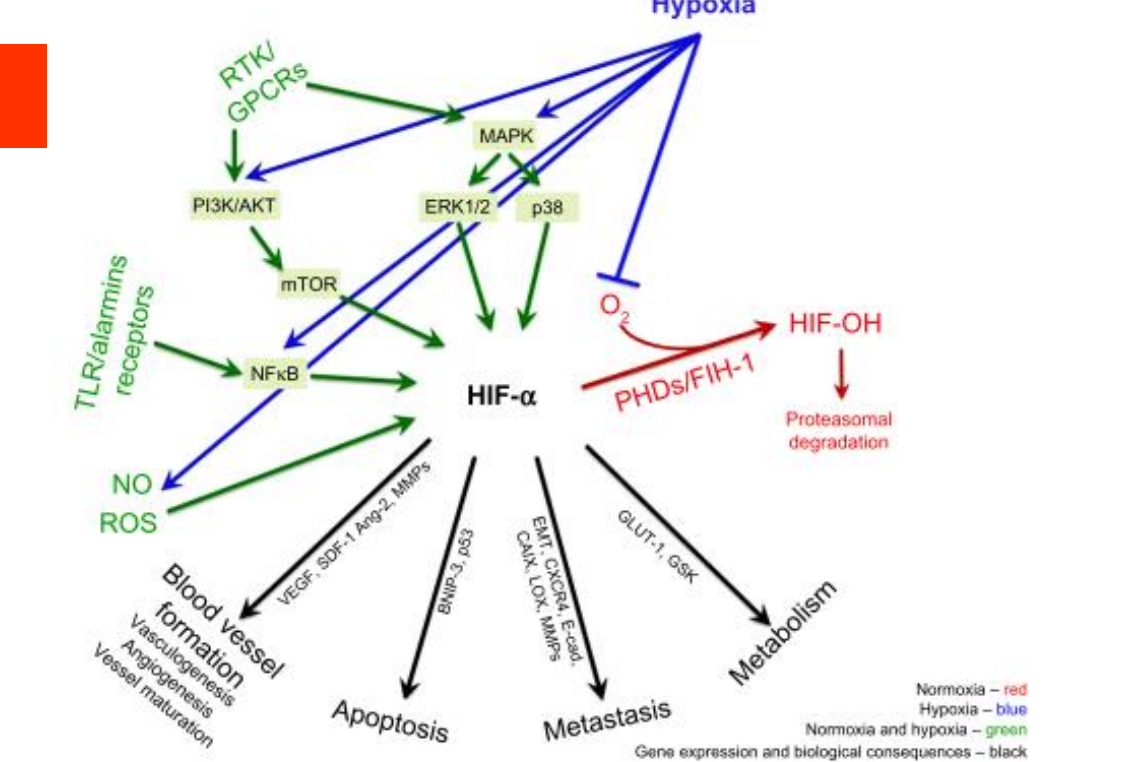 Hypoxia
RTK/
GPCRs
MAPK
PI3K/AKT
ERK1/2
p38
mTOR
TLR/alarmins
receptors
NFκB
O2
HIF-OH
PHDs/FIH-1
HIF-α
Proteasomal
degradation
NO
ROS
VEGF, SDF-1 Ang-2, MMPs
BNIP-3, p53
EMT, CXCR4, E-cad.
CAIX, LOX, MMPs
GLUT-1, GSK
Blood vessel
formation
Vasculogenesis
Angiogenesis
Vessel maturation
Apoptosis
Metastasis
Metabolism
Normoxia – red
Hypoxia – blue
Normoxia and hypoxia – green
Gene expression and biological consequences – black